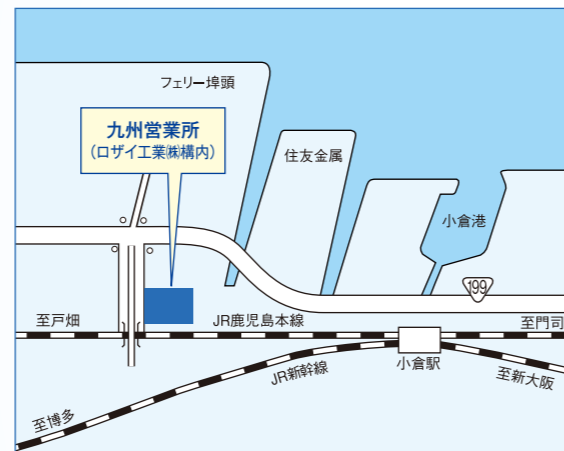 フェリー埠頭
九州営業所
（ロザイ工業㈱構内）
住友金属
小倉港
199
至戸畑
JR鹿児島本線
至門司
小倉駅
JR新幹線
至新大阪
至博多